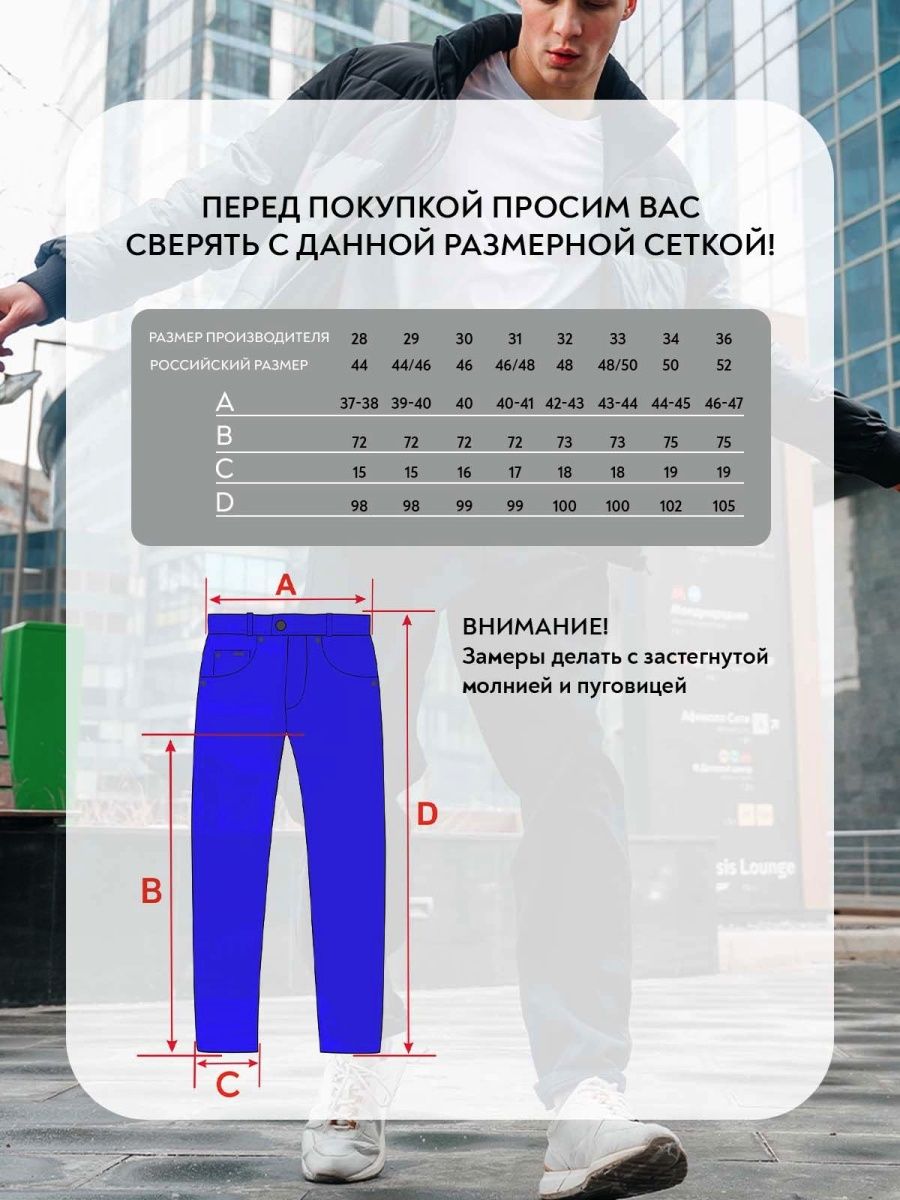 ПЕРЕД ПОКУПКОЙ ПРОСИМ ВАС
СВЕРЯТЬ С ДАННОЙ РАЗМЕРНОЙ СЕТКОЙ!
РАЗМЕР ПРОИЗВОДИТЕЛЯ 28 29 30 31 32 33 34 36
РОССИЙСКИЙ РАЗМЕР 44 44/46 46 46/48 48 48/50 50 52
A 37-38 39-40 40 40-41 42-43 43-44 44-45 46-47
B 72 72 72 72 73 73 75 75
C 15 15 16 17 18 18 19 19
D 98 98 99 99 100 100 102 105
A
ВНИМАНИЕ!
Замеры делать с застегнутой
молнией и пуговицей
D
B
C
sis Lounge